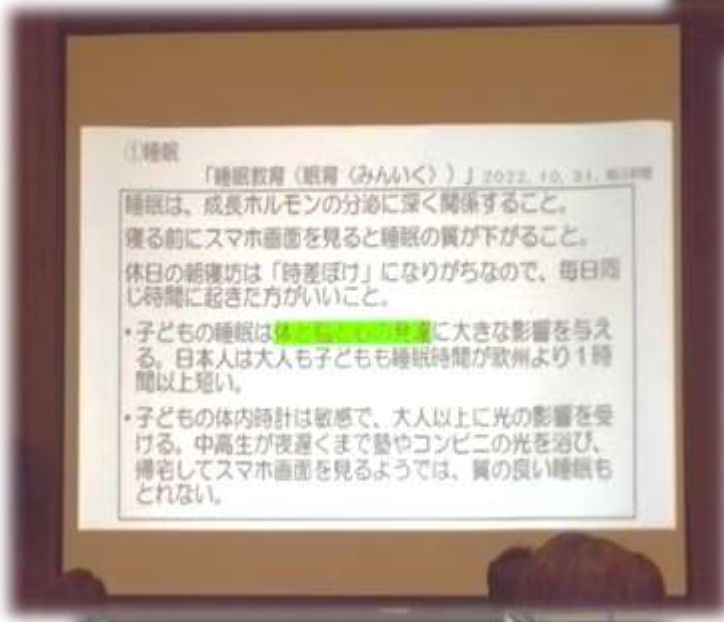 ①睡眠
「睡眠教育(眠育〈みんいく〉)」2022.10.21.
睡眠は、成長ホルモンの分泌に深く関係すること。
寝る前にスマホ画面を見ると睡眠の質が下がること。
休日の朝寝坊は「時差ぼけ」になりがちなので、毎日同
じ時間に起きた方がいいこと。
・子どもの睡眠は体と脳と心の発達に大きな影響を与え
る。日本人は大人も子どもも睡眠時間が欧州より1時
間以上短い。
・子どもの体内時計は敏感で、大人以上に光の影響を受
ける。中高生が夜遅くまで塾やコンビニの光を浴び、
帰宅してスマホ画面を見るようでは、質の良い睡眠も
とれない。